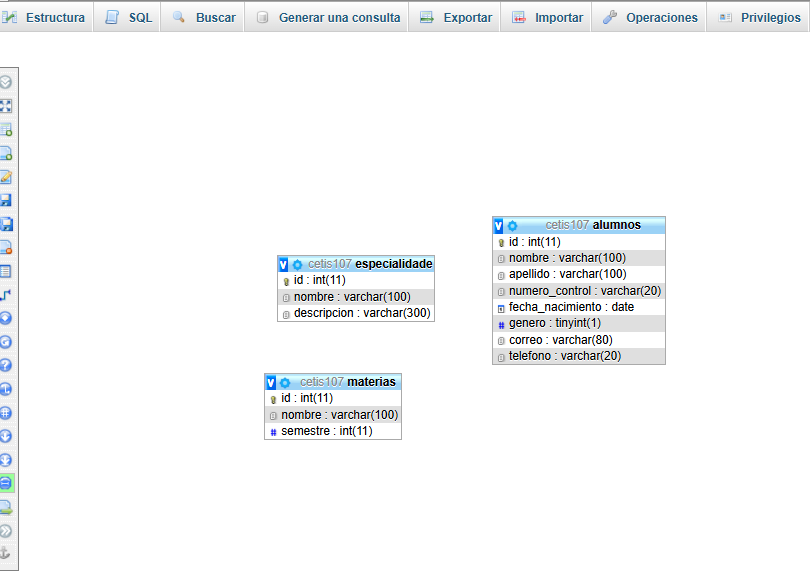 Estructura SQL Buscar Generar una consulta Exportar Importar Operaciones Privilegios
cetis107 alumnos
id : int(11)
nombre : varchar(100)
apellido : varchar(100)
numero_control : varchar(20)
fecha_nacimiento : date
genero : tinyint(1)
correo : varchar(80)
telefono : varchar(20)
cetis107 especialidade
id : int(11)
nombre : varchar(100)
descripcion : varchar(300)
cetis107 materias
id : int(11)
nombre : varchar(100)
semestre : int(11)